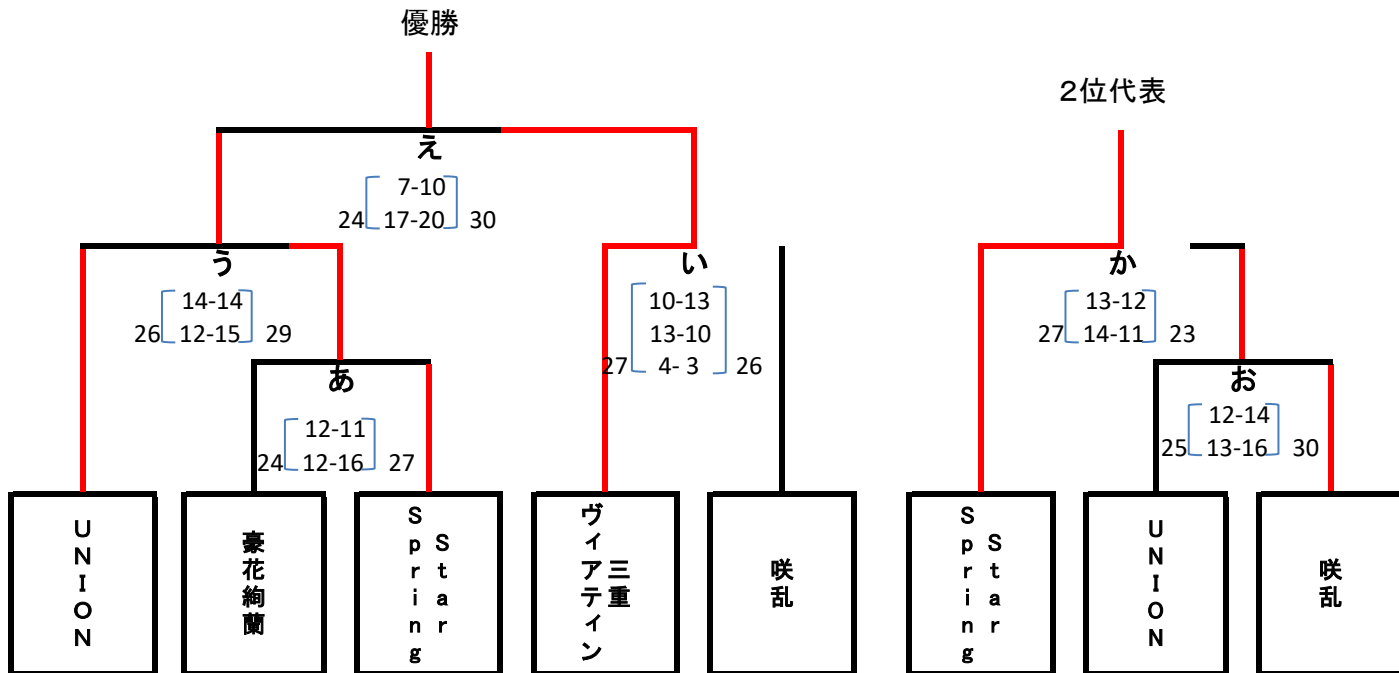 優勝
2位代表
え
7-10
24 17-20 30
う
14-14
26 12-15 29
い
10-13
13-10
27 4- 3 26
か
13-12
27 14-11 23
あ
12-11
24 12-16 27
お
12-14
25 13-16 30
UNION
豪花絢蘭
Spring
Star
ヴィアティン
三重
咲乱
Spring
Star
UNION
咲乱